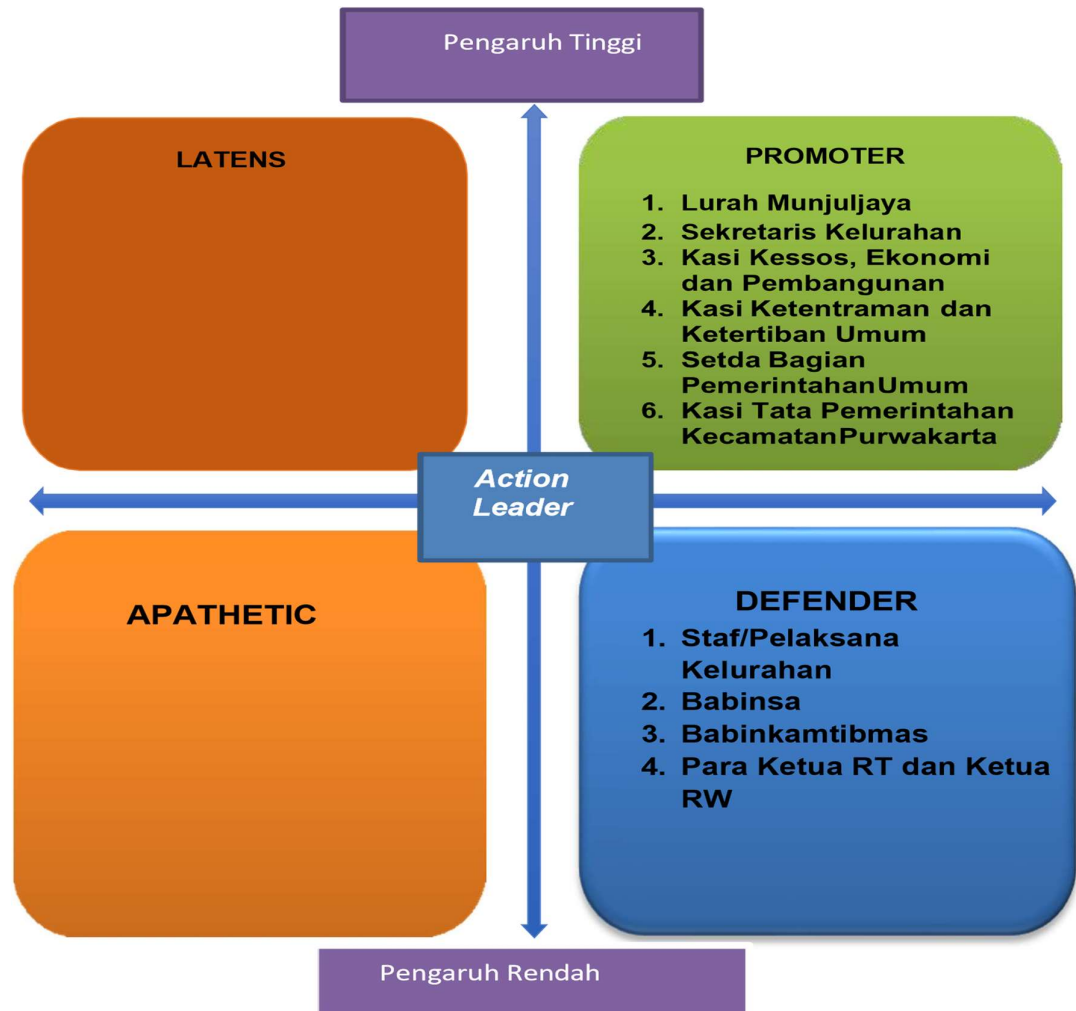 Pengaruh Tinggi
LATENS
PROMOTER
1. Lurah Munjuljaya
2. Sekretaris Kelurahan
3. Kasi Kessos, Ekonomi
dan Pembangunan
4. Kasi Ketentraman dan
Ketertiban Umum
5. Setda Bagian
PemerintahanUmum
6. Kasi Tata Pemerintahan
KecamatanPurwakarta
Action
Leader
APATHETIC
DEFENDER
1. Staf/Pelaksana
Kelurahan
2. Babinsa
3. Babinkamtibmas
4. Para Ketua RT dan Ketua
RW
Pengaruh Rendah